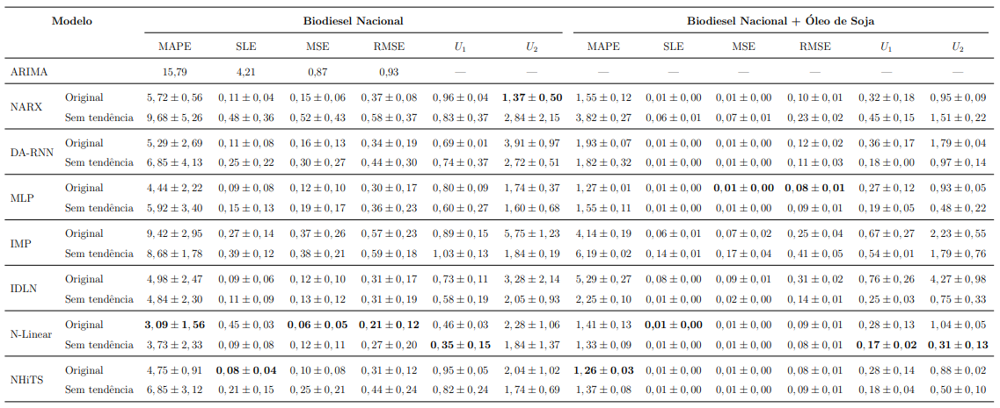 Modelo Biodiesel Nacional Biodiesel Nacional + Óleo de Soja
MAPE SLE MSE RMSE U1 U2 MAPE SLE MSE RMSE U1 U2
ARIMA 15,79 4,21 0,87 0,93 — — — — — — — —
NARX
Original 5,72 ± 0,56 0,11 ± 0,04 0,15 ± 0,06 0,37 ± 0,08 0,96 ± 0,04 1,37 ± 0,50 1,55 ± 0,12 0,01 ± 0,00 0,01 ± 0,00 0,10 ± 0,01 0,32 ± 0,18 0,95 ± 0,09
Sem tendência 9,68 ± 5,26 0,48 ± 0,36 0,52 ± 0,43 0,58 ± 0,37 0,83 ± 0,37 2,84 ± 2,15 3,82 ± 0,27 0,06 ± 0,01 0,07 ± 0,01 0,23 ± 0,02 0,45 ± 0,15 1,51 ± 0,22
DA-RNN
Original 5,29 ± 2,69 0,11 ± 0,08 0,16 ± 0,13 0,34 ± 0,19 0,69 ± 0,01 3,91 ± 0,97 1,93 ± 0,07 0,01 ± 0,00 0,01 ± 0,00 0,12 ± 0,02 0,36 ± 0,17 1,79 ± 0,04
Sem tendência 6,85 ± 4,13 0,25 ± 0,22 0,30 ± 0,27 0,44 ± 0,30 0,74 ± 0,37 2,72 ± 0,51 1,82 ± 0,32 0,01 ± 0,00 0,01 ± 0,00 0,11 ± 0,03 0,18 ± 0,00 0,97 ± 0,14
MLP
Original 4,44 ± 2,22 0,09 ± 0,08 0,12 ± 0,10 0,30 ± 0,17 0,80 ± 0,09 1,74 ± 0,37 1,27 ± 0,01 0,01 ± 0,00 0,01 ± 0,00 0,08 ± 0,01 0,27 ± 0,12 0,93 ± 0,05
Sem tendência 5,92 ± 3,40 0,15 ± 0,13 0,19 ± 0,17 0,36 ± 0,23 0,60 ± 0,27 1,60 ± 0,68 1,55 ± 0,11 0,01 ± 0,00 0,01 ± 0,00 0,09 ± 0,01 0,19 ± 0,05 0,48 ± 0,22
IMP
Original 9,42 ± 2,95 0,27 ± 0,14 0,37 ± 0,26 0,57 ± 0,23 0,89 ± 0,15 5,75 ± 1,23 4,14 ± 0,19 0,06 ± 0,01 0,07 ± 0,02 0,25 ± 0,04 0,67 ± 0,27 2,23 ± 0,55
Sem tendência 8,68 ± 1,78 0,39 ± 0,12 0,38 ± 0,21 0,59 ± 0,18 1,03 ± 0,13 1,84 ± 0,19 6,19 ± 0,02 0,14 ± 0,01 0,17 ± 0,04 0,41 ± 0,05 0,54 ± 0,01 1,79 ± 0,76
IDLN
Original 4,98 ± 2,47 0,09 ± 0,06 0,12 ± 0,10 0,31 ± 0,17 0,73 ± 0,11 3,28 ± 2,14 5,29 ± 0,27 0,08 ± 0,00 0,09 ± 0,01 0,31 ± 0,02 0,76 ± 0,26 4,27 ± 0,98
Sem tendência 4,84 ± 2,30 0,11 ± 0,09 0,13 ± 0,12 0,31 ± 0,19 0,58 ± 0,19 2,05 ± 0,93 2,25 ± 0,10 0,01 ± 0,00 0,02 ± 0,00 0,14 ± 0,01 0,25 ± 0,03 0,75 ± 0,33
N-Linear
Original 3,09 ± 1,56 0,45 ± 0,03 0,06 ± 0,05 0,21 ± 0,12 0,46 ± 0,03 2,28 ± 1,06 1,41 ± 0,13 0,01 ± 0,00 0,01 ± 0,00 0,09 ± 0,01 0,28 ± 0,13 1,04 ± 0,05
Sem tendência 3,73 ± 2,33 0,09 ± 0,08 0,12 ± 0,11 0,27 ± 0,20 0,35 ± 0,15 1,84 ± 1,37 1,33 ± 0,09 0,01 ± 0,00 0,01 ± 0,00 0,08 ± 0,01 0,17 ± 0,02 0,31 ± 0,13
NHiTS
Original 4,75 ± 0,91 0,08 ± 0,04 0,10 ± 0,08 0,31 ± 0,12 0,95 ± 0,05 2,04 ± 1,02 1,26 ± 0,03 0,01 ± 0,00 0,01 ± 0,00 0,08 ± 0,01 0,28 ± 0,14 0,88 ± 0,02
Sem tendência 6,85 ± 3,12 0,21 ± 0,15 0,25 ± 0,21 0,44 ± 0,24 0,82 ± 0,24 1,74 ± 0,69 1,37 ± 0,08 0,01 ± 0,00 0,01 ± 0,00 0,09 ± 0,01 0,18 ± 0,04 0,50 ± 0,10